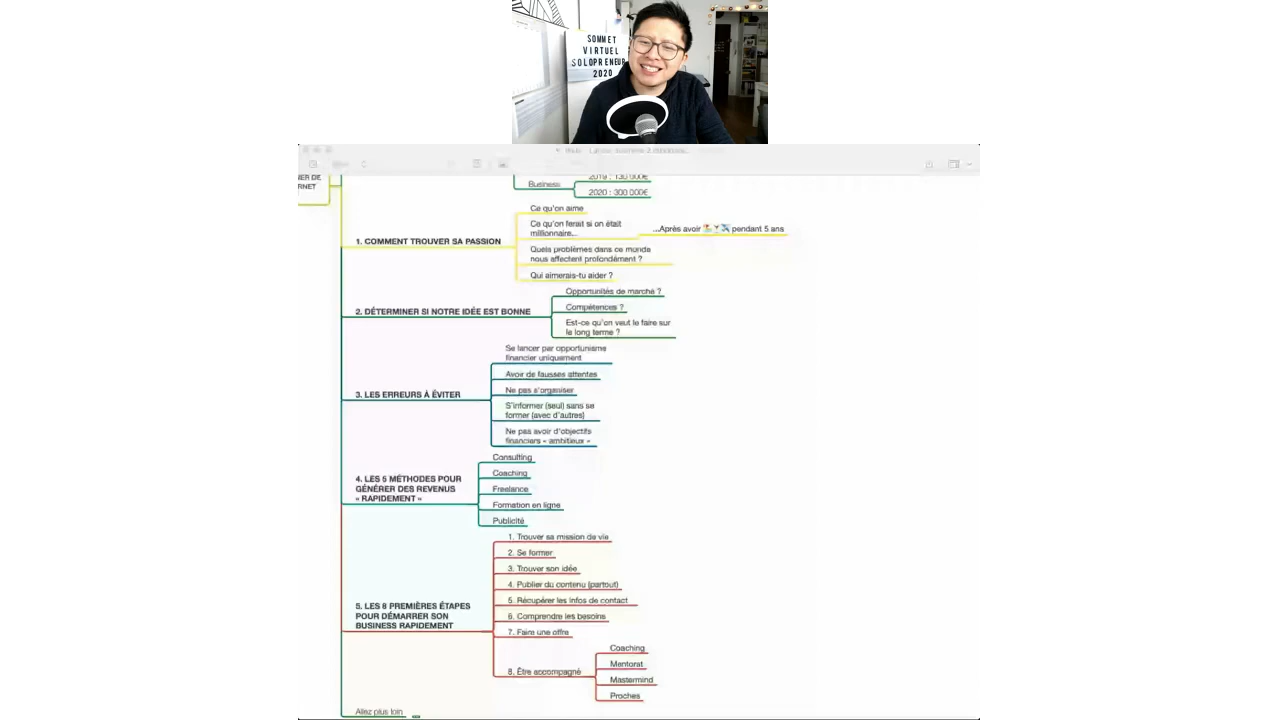 SOMMET
VIRTUEL
SOLOPRENEUR
2020
ER DE
RNET
Business
2019 : 130 000€
2020 : 300 000€
1. COMMENT TROUVER SA PASSION
Ce qu'on aime
Ce qu'on ferait si on était
millionnaire...
...Après avoir pendant 5 ans
Quels problèmes dans ce monde
nous affectent profondément ?
Qui aimerais-tu aider ?
2. DÉTERMINER SI NOTRE IDÉE EST BONNE
Opportunités de marché ?
Compétences ?
Est-ce qu'on veut le faire sur
le long terme ?
3. LES ERREURS À ÉVITER
Se lancer par opportunisme
financier uniquement
Avoir de fausses attentes
Ne pas s'organiser
S'informer (seul) sans se
former (avec d'autres)
Ne pas avoir d'objectifs
financiers « ambitieux »
4. LES 5 MÉTHODES POUR
GÉNÉRER DES REVENUS
« RAPIDEMENT »
Consulting
Coaching
Freelance
Formation en ligne
Publicité
5. LES 8 PREMIÈRES ÉTAPES
POUR DÉMARRER SON
BUSINESS RAPIDEMENT
1. Trouver sa mission de vie
2. Se former
3. Trouver son idée
4. Publier du contenu (partout)
5. Récupérer les infos de contact
6. Comprendre les besoins
7. Faire une offre
8. Être accompagné
Coaching
Mentorat
Mastermind
Proches
Allez plus loin